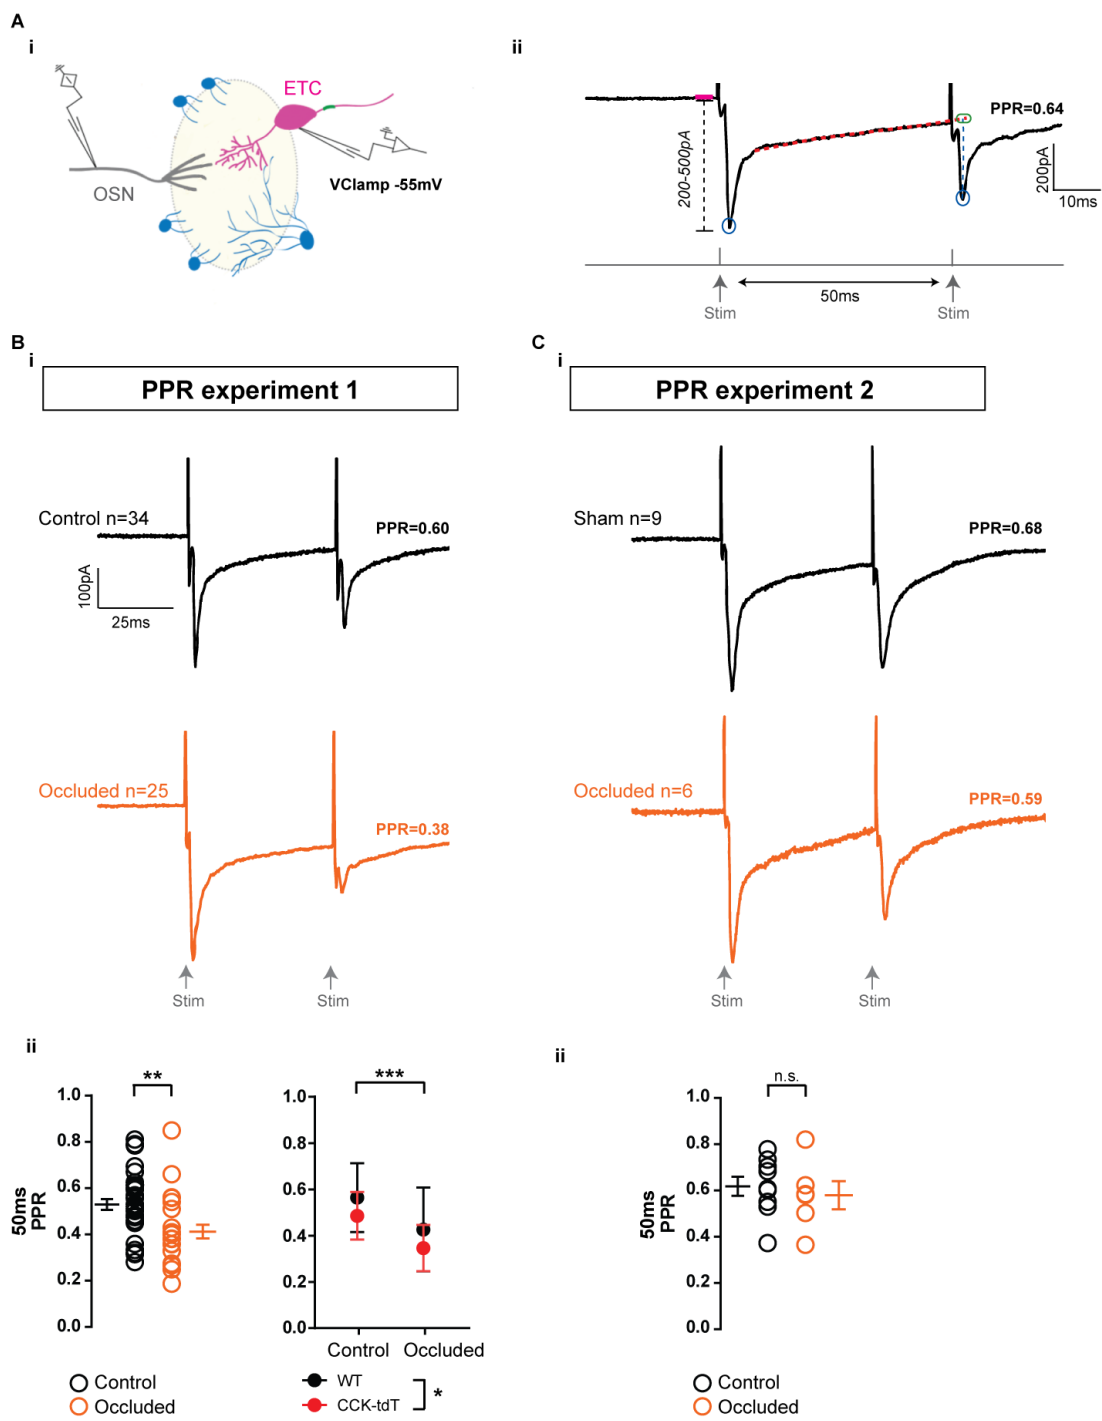 A
i
ETC
OSN
VClamp -55mV
ii
PPR=0.64
200-500pA
200pA
10ms
50ms
Stim
Stim
B
i
PPR experiment 1
Control n=34
PPR=0.60
100pA
25ms
Occluded n=25
PPR=0.38
Stim
Stim
C
i
PPR experiment 2
Sham n=9
PPR=0.68
Occluded n=6
PPR=0.59
Stim
Stim
ii
**
1.0
0.8
0.6
0.4
0.2
0.0
50ms
PPR
Control
Occluded
***
1.0
0.8
0.6
0.4
0.2
0.0
Control
Occluded
WT
CCK-tdT
*
ii
n.s.
1.0
0.8
0.6
0.4
0.2
0.0
50ms
PPR
Control
Occluded